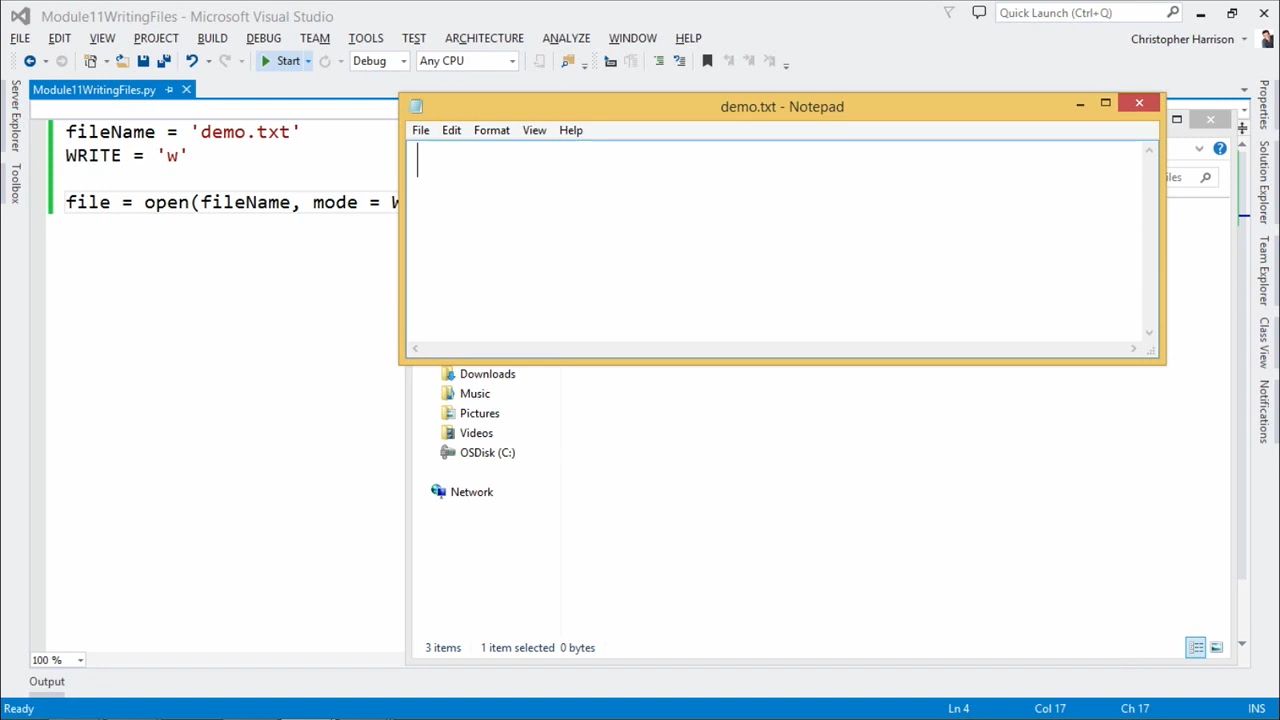 Module11WritingFiles - Microsoft Visual Studio
Quick Launch (Ctrl+Q)
FILE EDIT VIEW PROJECT BUILD DEBUG TEAM TOOLS TEST ARCHITECTURE ANALYZE WINDOW HELP
Christopher Harrison
Start Debug Any CPU
Module11WritingFiles.py
fileName = 'demo.txt'
WRITE = 'w'
file = open(fileName, mode = W
demo.txt - Notepad
File Edit Format View Help
iles
Downloads
Music
Pictures
Videos
OSDisk (C:)
Network
3 items 1 item selected 0 bytes
Server Explorer
Toolbox
Properties
Solution Explorer
Team Explorer
Class View
Notifications
100 %
Output
Ready Ln 4 Col 17 Ch 17 INS